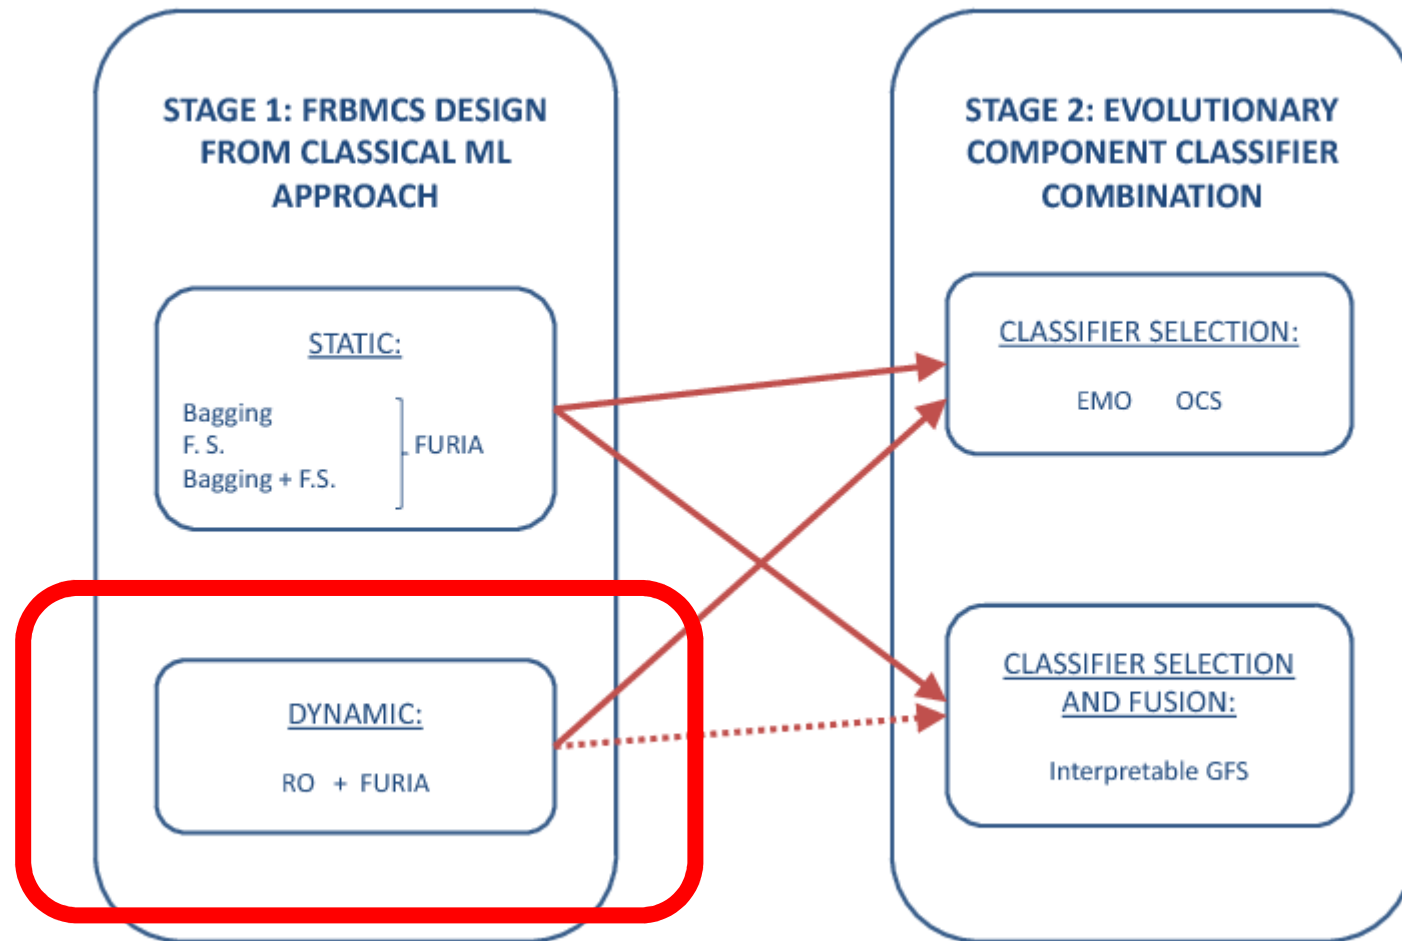 STAGE 1: FRBMCS DESIGN
FROM CLASSICAL ML
APPROACH
STATIC:
Bagging
F. S.
Bagging + F.S.
FURIA
DYNAMIC:
RO + FURIA
STAGE 2: EVOLUTIONARY
COMPONENT CLASSIFIER
COMBINATION
CLASSIFIER SELECTION:
EMO OCS
CLASSIFIER SELECTION
AND FUSION:
Interpretable GFS